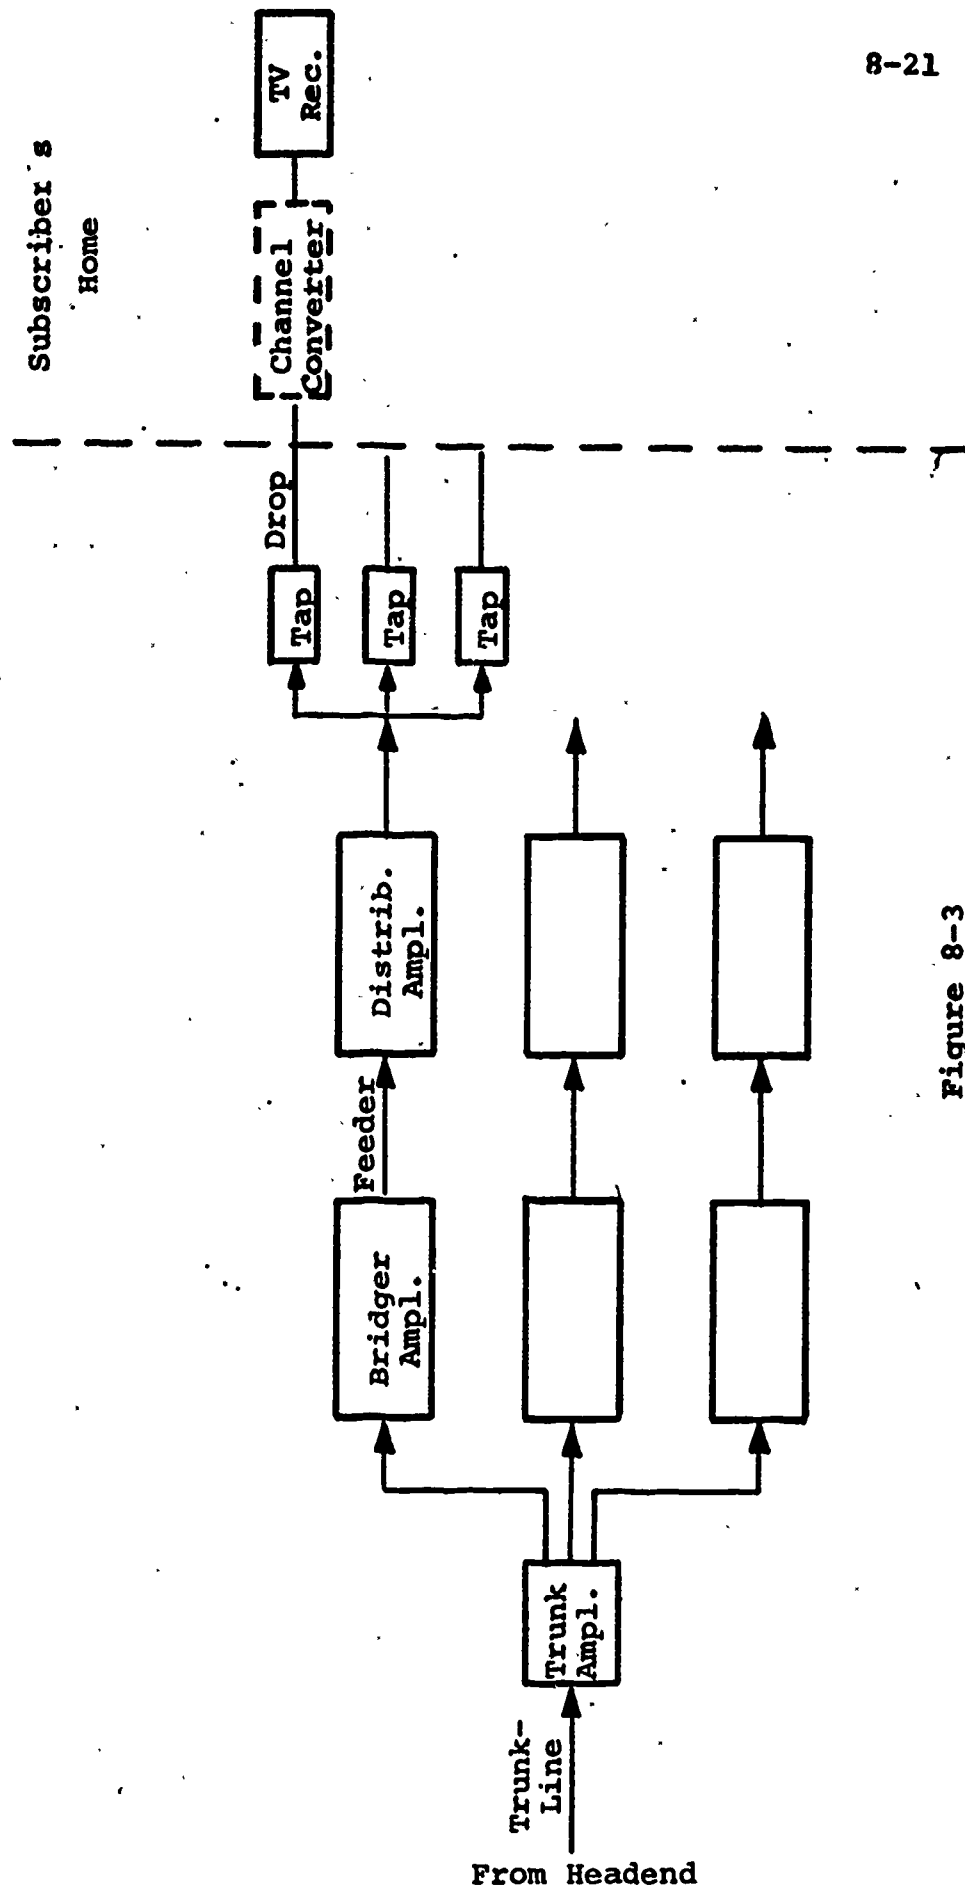 8-21
Subscriber's
Home
TV
Rec.
Channel
Converter
Drop
Tap
Tap
Tap
Distrib.
Ampl.
Feeder
Bridger
Ampl.
Trunk
Ampl.
Trunk-
Line
From Headend
Figure 8-3